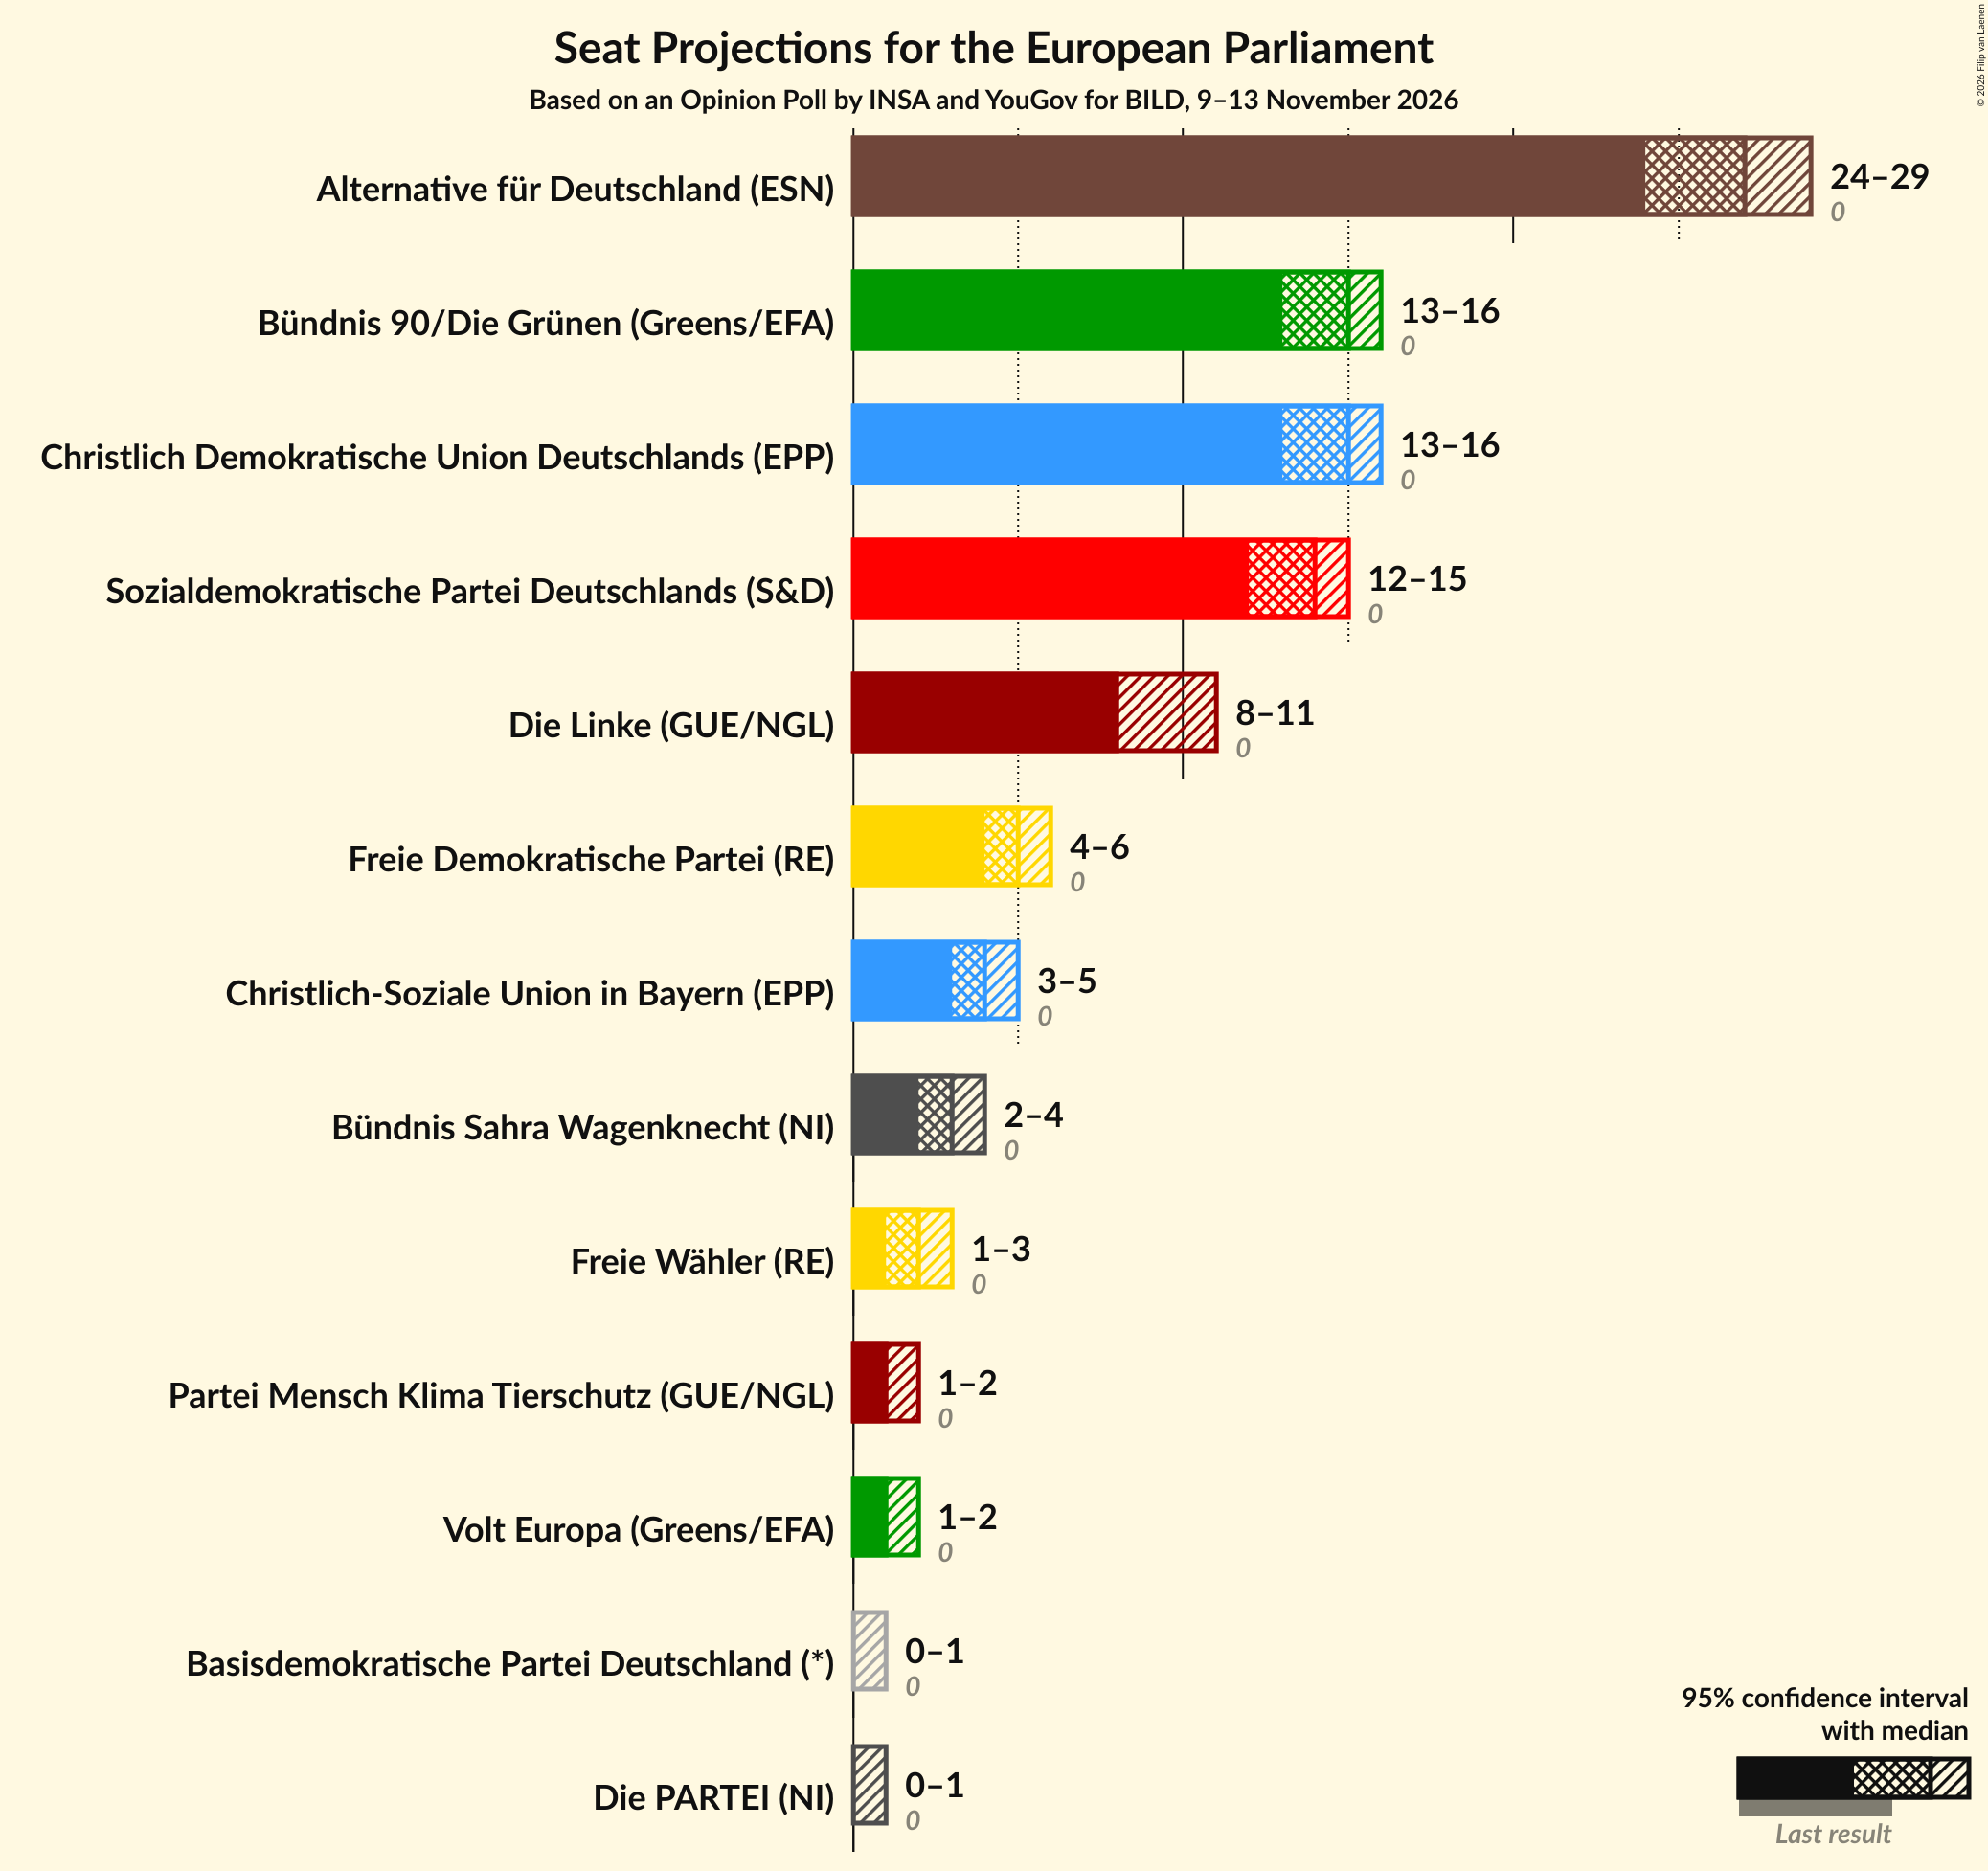 Seat Projections for the European Parliament
Based on an Opinion Poll by INSA and YouGov for BILD, 9–13 November 2026
© 2026 Filip van Laenen
Alternative für Deutschland (ESN)
24–29
0
Bündnis 90/Die Grünen (Greens/EFA)
13–16
0
Christlich Demokratische Union Deutschlands (EPP)
13–16
0
Sozialdemokratische Partei Deutschlands (S&D)
12–15
0
Die Linke (GUE/NGL)
8–11
0
Freie Demokratische Partei (RE)
4–6
0
Christlich-Soziale Union in Bayern (EPP)
3–5
0
Bündnis Sahra Wagenknecht (NI)
2–4
0
Freie Wähler (RE)
1–3
0
Partei Mensch Klima Tierschutz (GUE/NGL)
1–2
0
Volt Europa (Greens/EFA)
1–2
0
Basisdemokratische Partei Deutschland (*)
0–1
0
Die PARTEI (NI)
0–1
0
95% confidence interval
with median
Last result